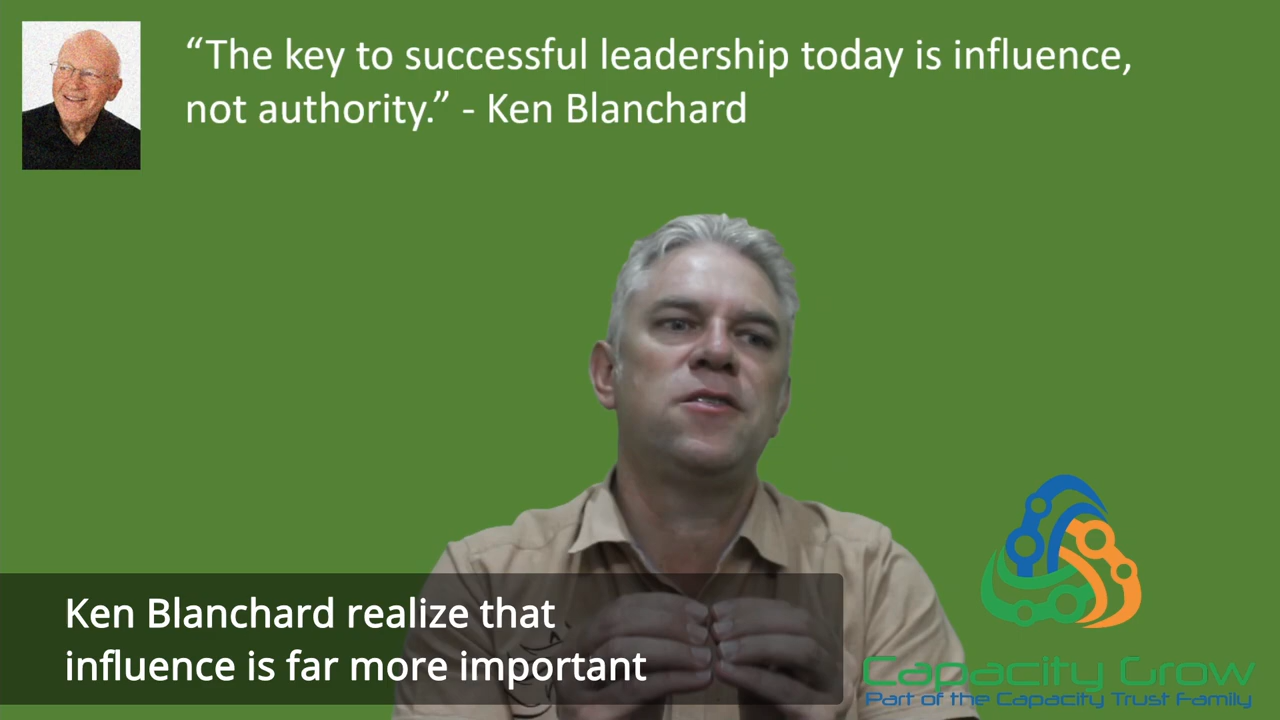 “The key to successful leadership today is influence,
not authority.” - Ken Blanchard
Ken Blanchard realize that
influence is far more important
Capacity Grow
Part of the Capacity Trust Family